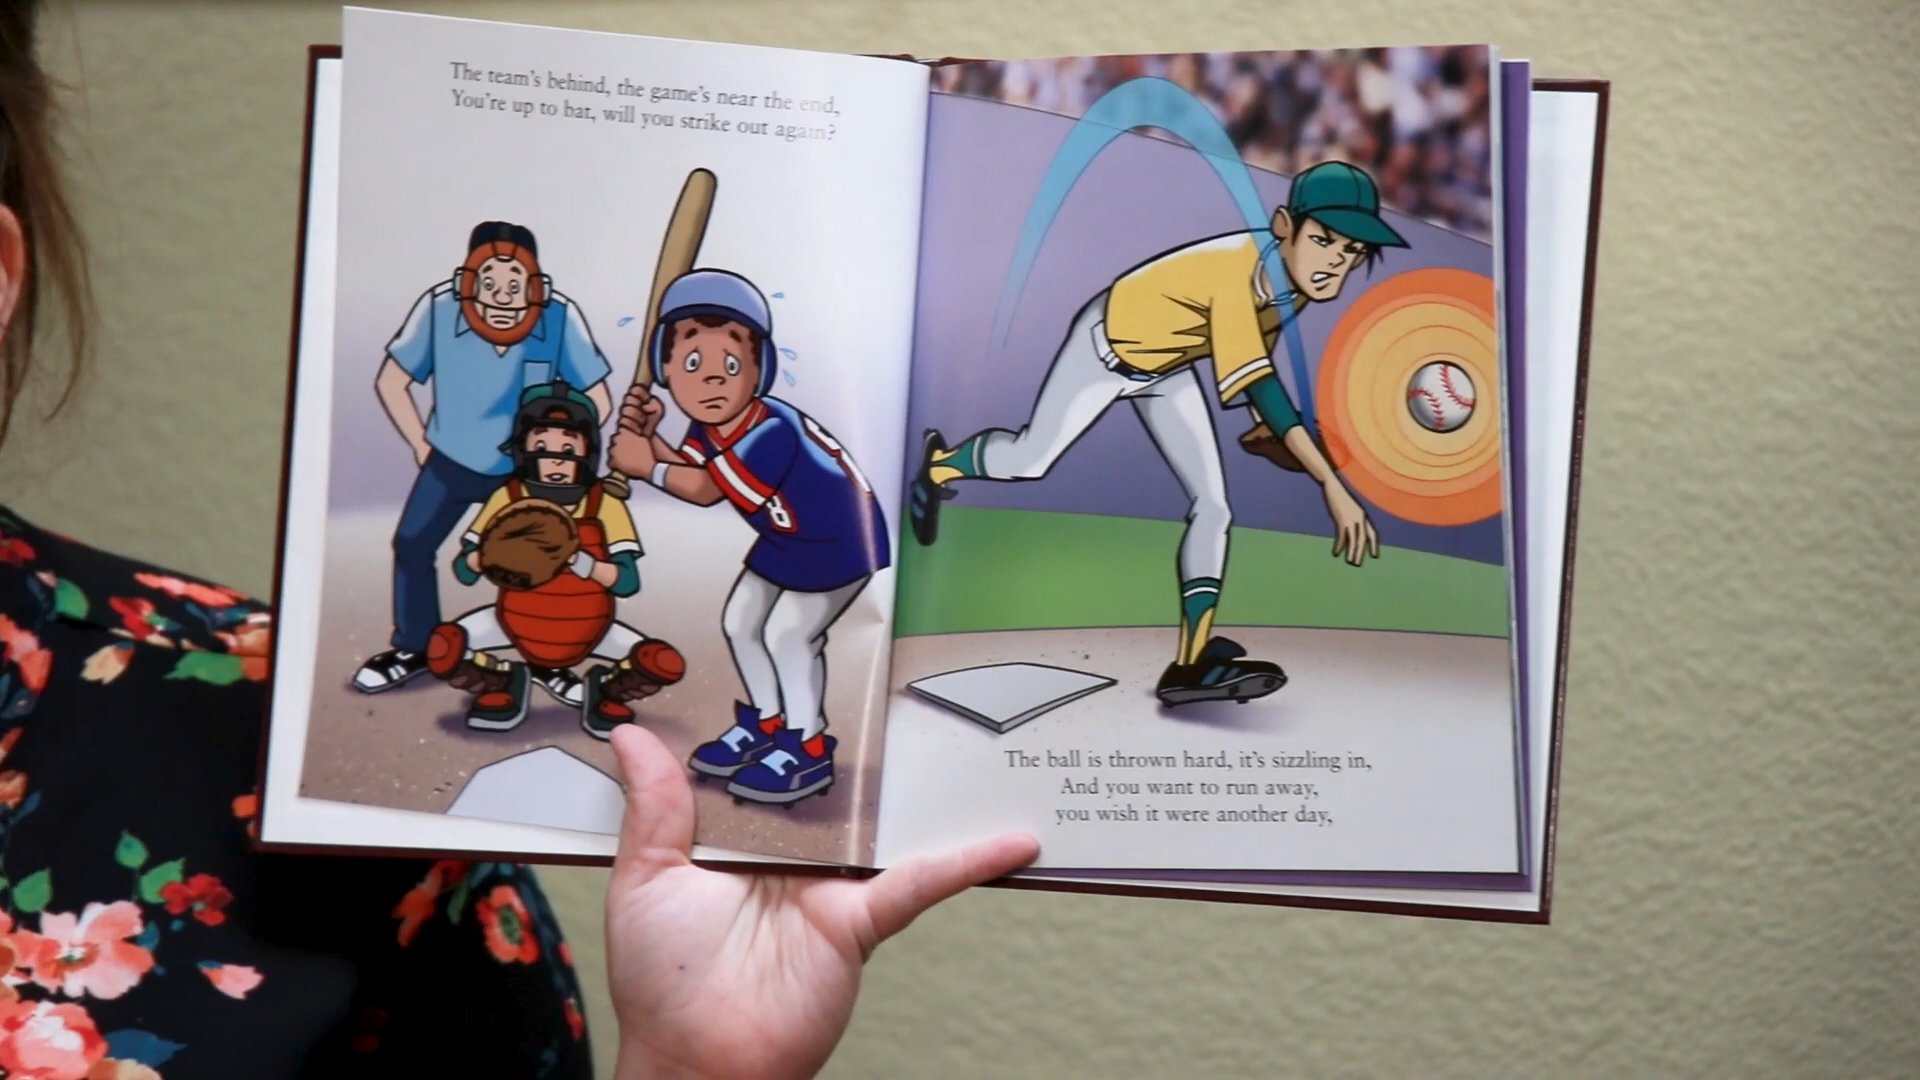 The team's behind, the game's near the end,
You're up to bat, will you strike out again?
8
The ball is thrown hard, it's sizzling in,
And you want to run away,
you wish it were another day,